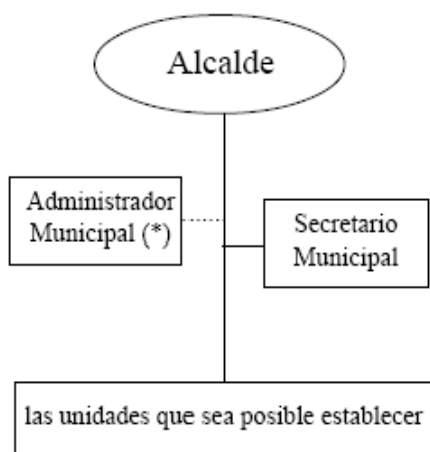 Alcalde
Administrador
Municipal (*)
Secretario
Municipal
las unidades que sea posible establecer